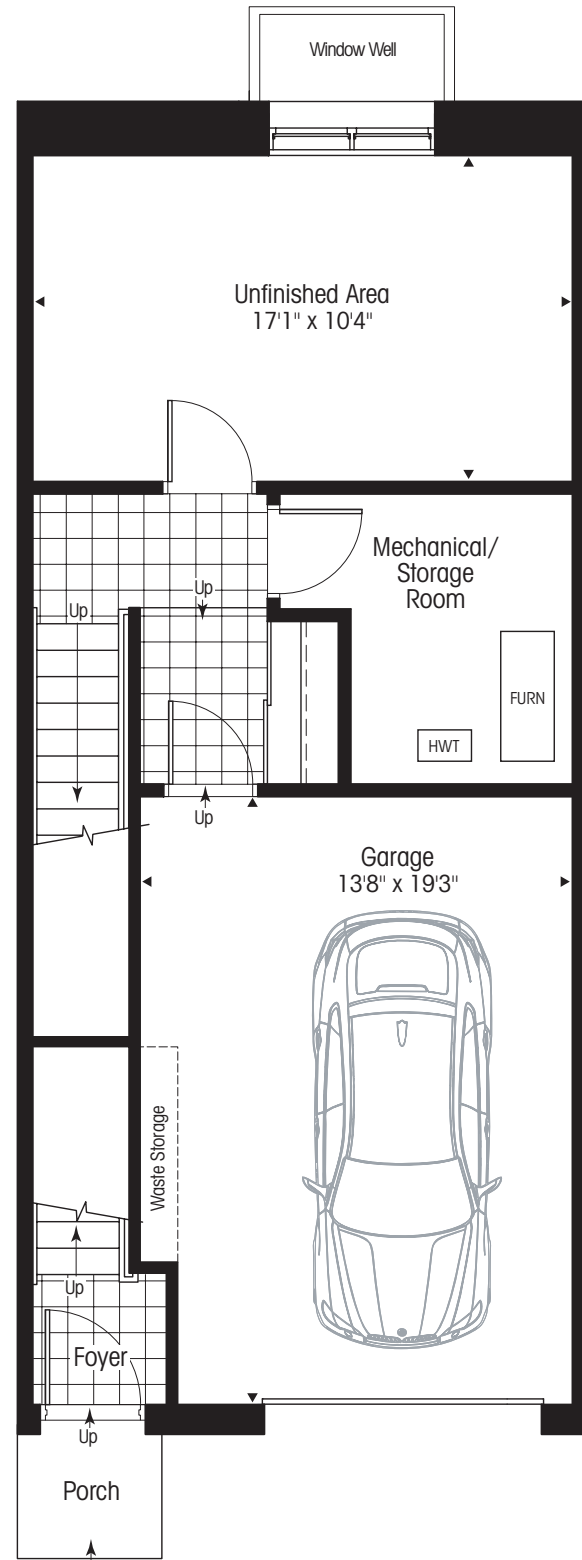 Window Well
Unfinished Area
17'1" x 10'4"
Mechanical/
Storage
Room
Up
Up
FURN
HWT
Up
Garage
13'8" x 19'3"
Waste Storage
Up
Foyer
Up
Porch